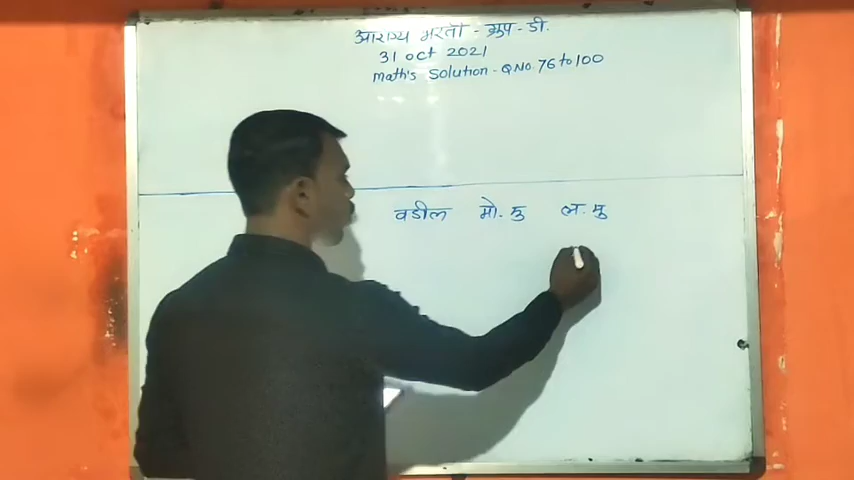 आरोग्य भरती - ग्रुप - डी.
31 oct 2021
math's Solution - Q.No. 76 to 100
वडील मो. मु ल. मु